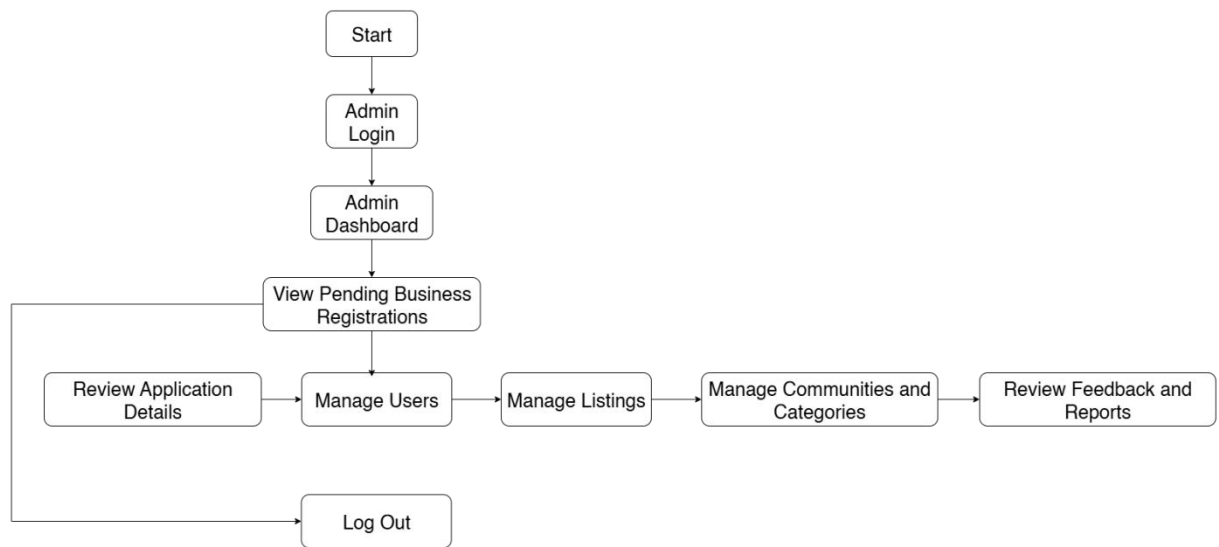 Start
Admin
Login
Admin
Dashboard
View Pending Business
Registrations
Review Application
Details
Manage Users
Manage Listings
Manage Communities and
Categories
Review Feedback and
Reports
Log Out